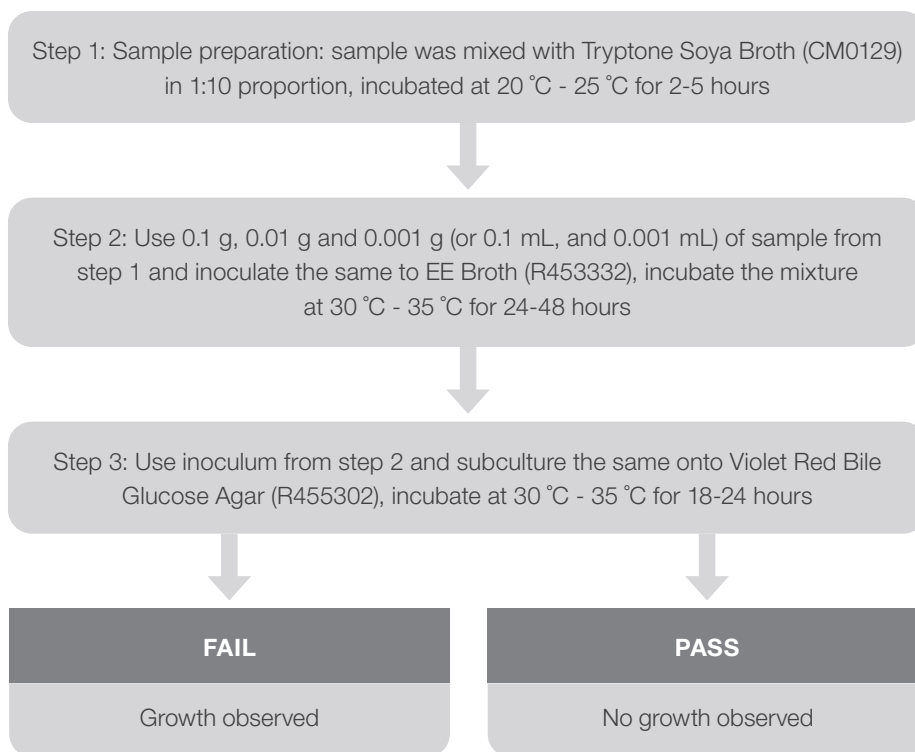 Step 1: Sample preparation: sample was mixed with Tryptone Soya Broth (CM0129)
in 1:10 proportion, incubated at 20 ˚C - 25 ˚C for 2-5 hours
Step 2: Use 0.1 g, 0.01 g and 0.001 g (or 0.1 mL, and 0.001 mL) of sample from
step 1 and inoculate the same to EE Broth (R453332), incubate the mixture
at 30 ˚C - 35 ˚C for 24-48 hours
Step 3: Use inoculum from step 2 and subculture the same onto Violet Red Bile
Glucose Agar (R455302), incubate at 30 ˚C - 35 ˚C for 18-24 hours
FAIL
PASS
Growth observed
No growth observed